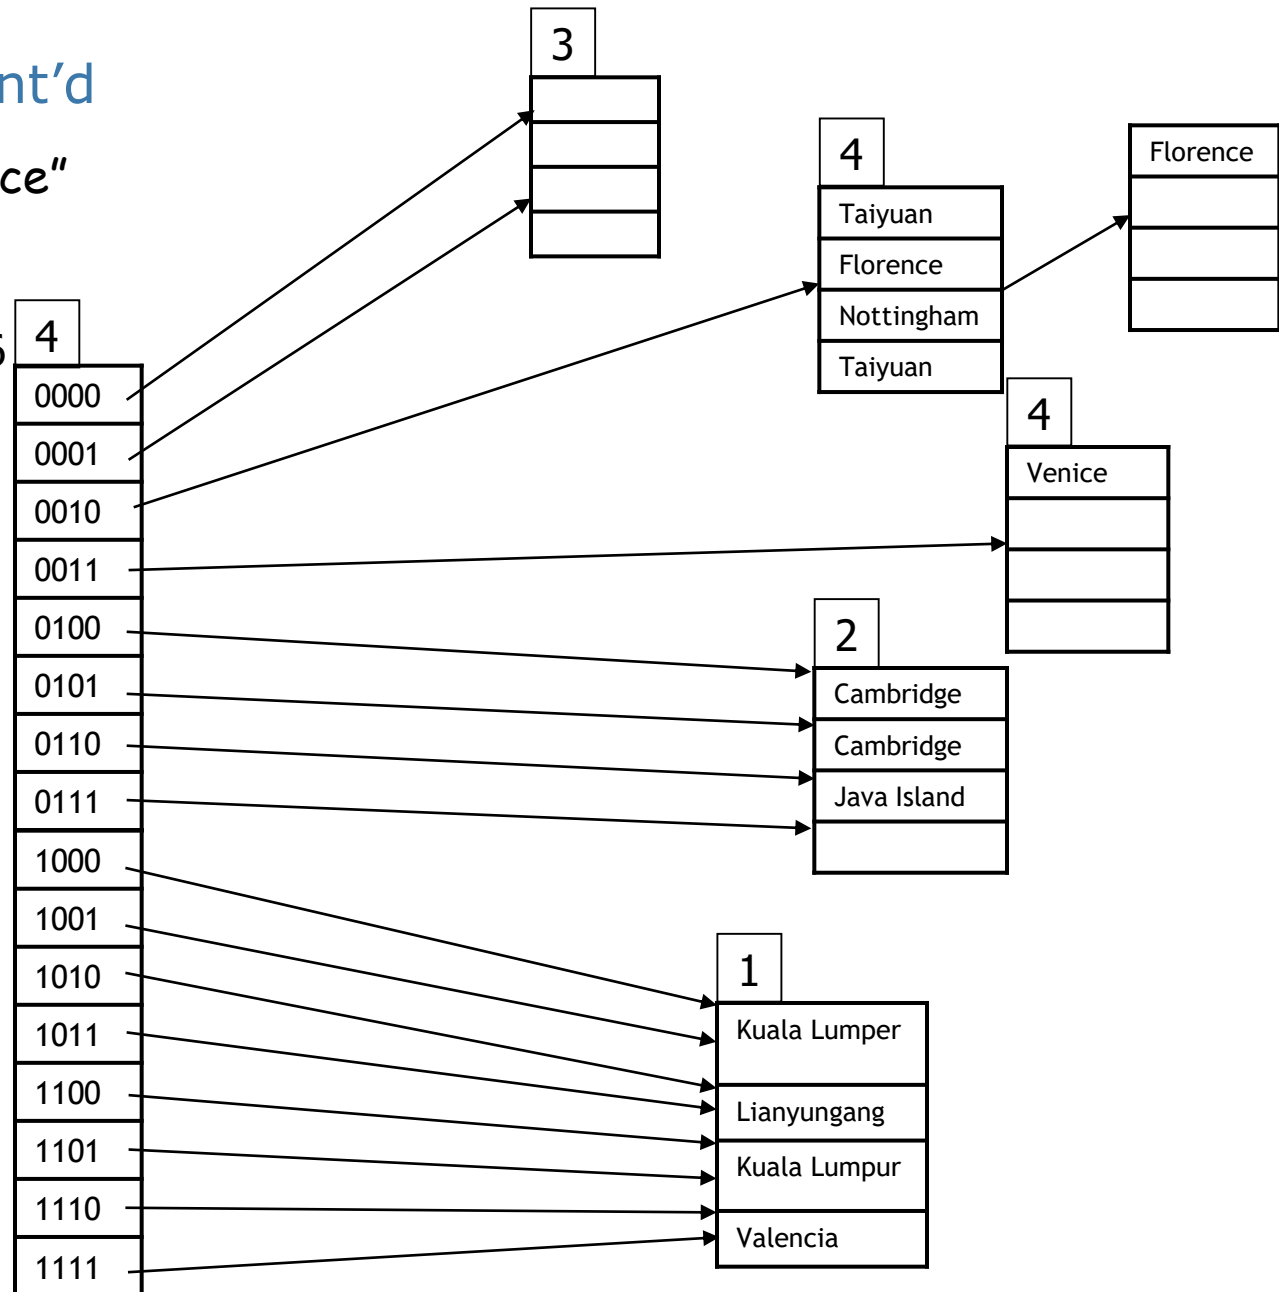 nt’d
ce”
3
4
Florence
Taiyuan
Florence
Nottingham
Taiyuan
4
Venice
4
0000
0001
0010
0011
0100
0101
0110
0111
1000
1001
1010
1011
1100
1101
1110
1111
2
Cambridge
Cambridge
Java Island
1
Kuala Lumper
Lianyungang
Kuala Lumpur
Valencia